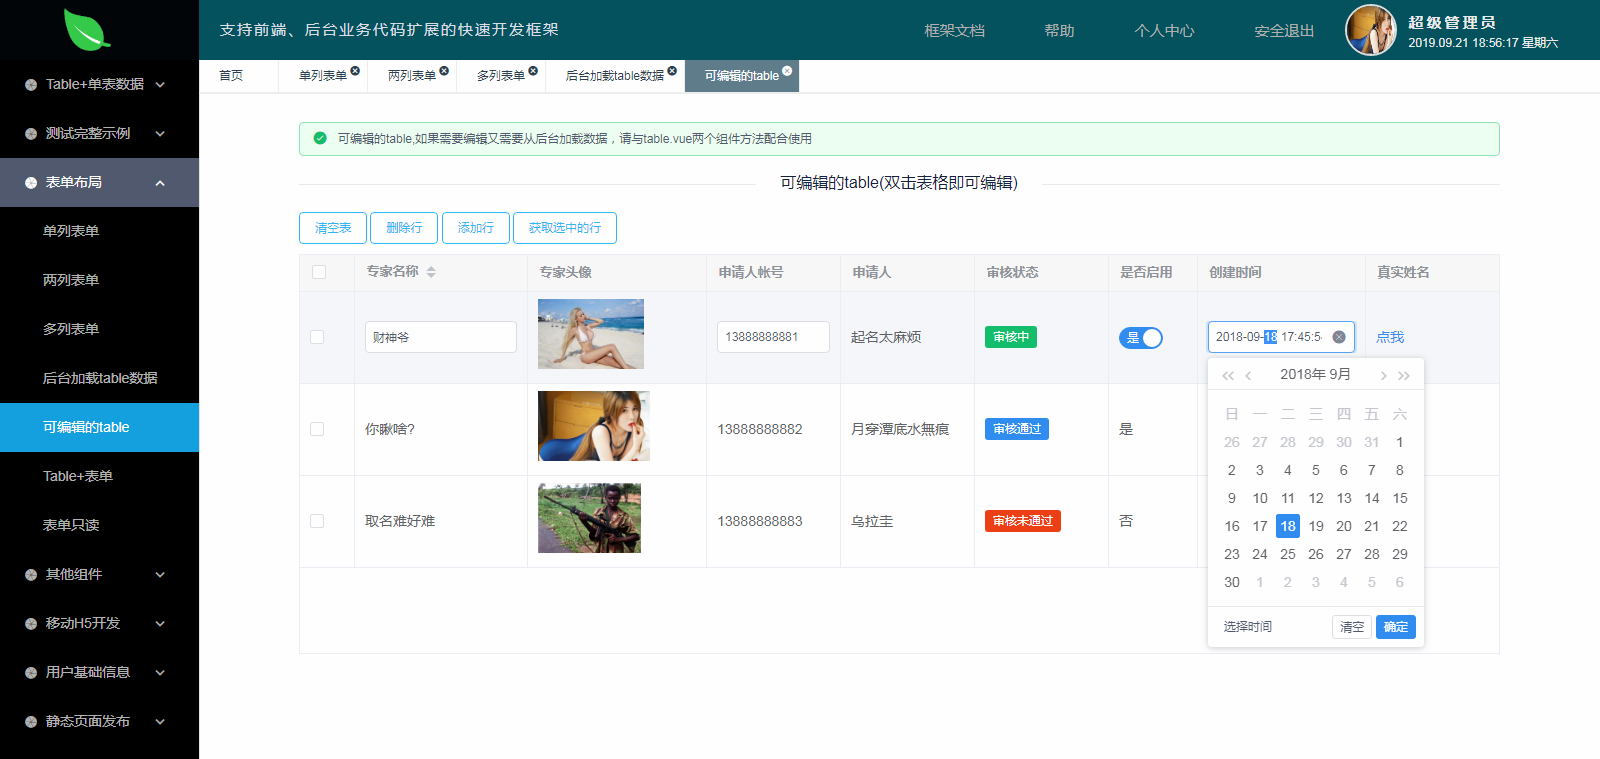 支持前端、后台业务代码扩展的快速开发框架
框架文档
帮助
个人中心
安全退出
超级管理员
2019.09.21 18:56:17 星期六
Table+单表数据
测试完整示例
表单布局
单列表单
两列表单
多列表单
后台加载table数据
可编辑的table
Table+表单
表单只读
其他组件
移动H5开发
用户基础信息
静态页面发布
首页
单列表单
两列表单
多列表单
后台加载table数据
可编辑的table
可编辑的table,如果需要编辑又需要从后台加载数据，请与table.vue两个组件方法配合使用
可编辑的table(双击表格即可编辑)
清空表 删除行 添加行 获取选中的行
专家名称 专家头像 申请人帐号 申请人 审核状态 是否启用 创建时间 真实姓名
财神爷 13888888881 起名太麻烦 审核中 是 2018-09-18 17:45:54 点我
你瞅啥? 13888888882 月穿潭底水無痕 审核通过 是
取名难好难 13888888883 乌拉圭 审核未通过 否
2018年 9月
日 一 二 三 四 五 六
26 27 28 29 30 31 1
2 3 4 5 6 7 8
9 10 11 12 13 14 15
16 17 18 19 20 21 22
23 24 25 26 27 28 29
30 1 2 3 4 5 6
选择时间 清空 确定